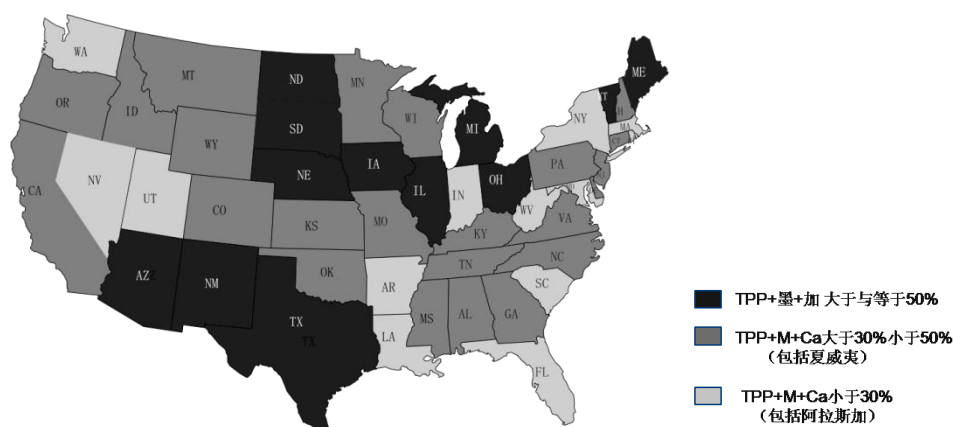 WA
MT
ND
MN
ME
OR
ID
SD
WI
MI
NY
MA
WY
NE
IA
PA
CA
NV
UT
CO
IL
IN
OH
WV
VA
KS
MO
KY
AZ
NM
OK
AR
TN
NC
TX
TX
LA
MS
AL
GA
SC
FL
TPP+墨+加 大于与等于50%
TPP+M+Ca大于30%小于50%
（包括夏威夷）
TPP+M+Ca小于30%
（包括阿拉斯加）